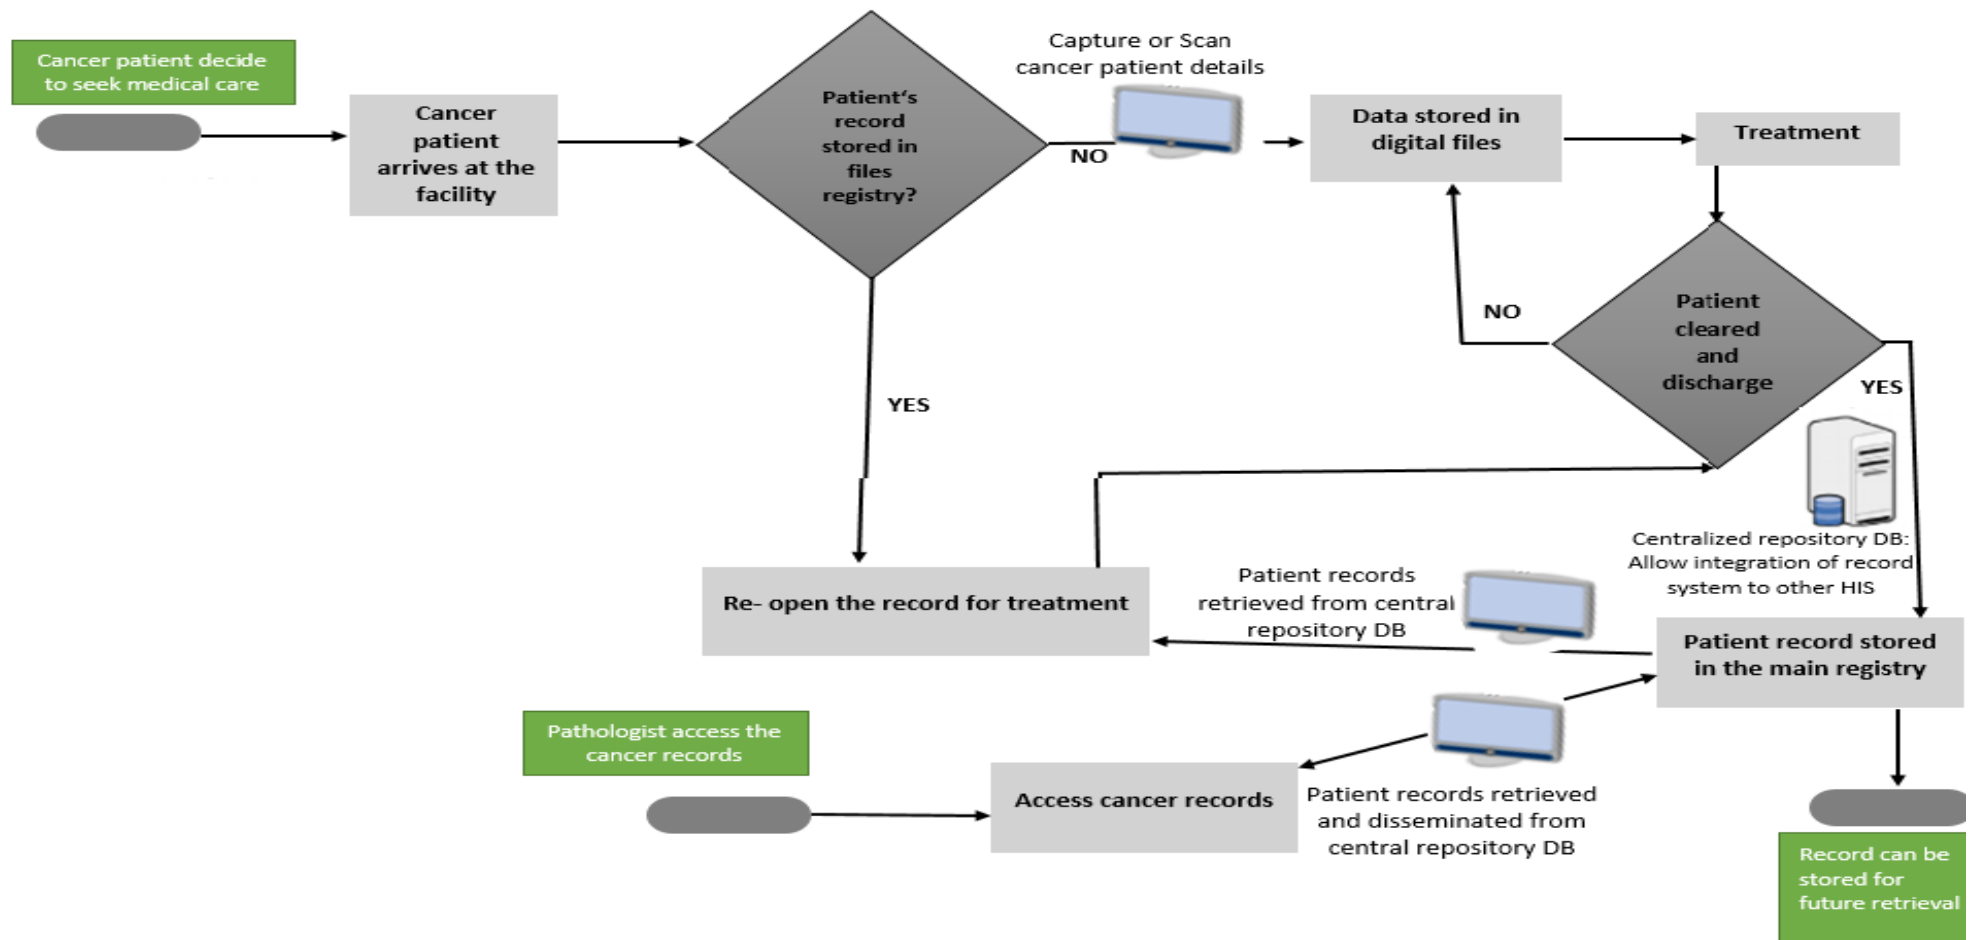 Cancer patient decide
to seek medical care
Cancer
patient
arrives at the
facility
Patient's
record
stored in
files
registry?
NO
Capture or Scan
cancer patient details
Data stored in
digital files
Treatment
Patient
cleared
and
discharge
NO
YES
YES
Centralized repository DB:
Allow integration of record
system to other HIS
Re- open the record for treatment
Patient records
retrieved from central
repository DB
Patient record stored
in the main registry
Pathologist access the
cancer records
Access cancer records
Patient records retrieved
and disseminated from
central repository DB
Record can be
stored for
future retrieval